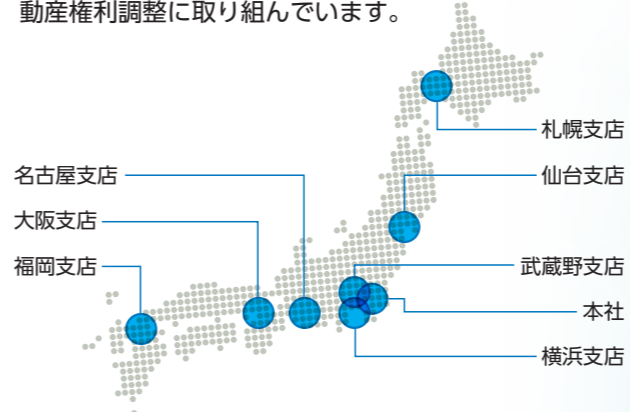 動産権利調整に取り組んでいます。
札幌支店
名古屋支店
仙台支店
大阪支店
福岡支店
武蔵野支店
本社
横浜支店